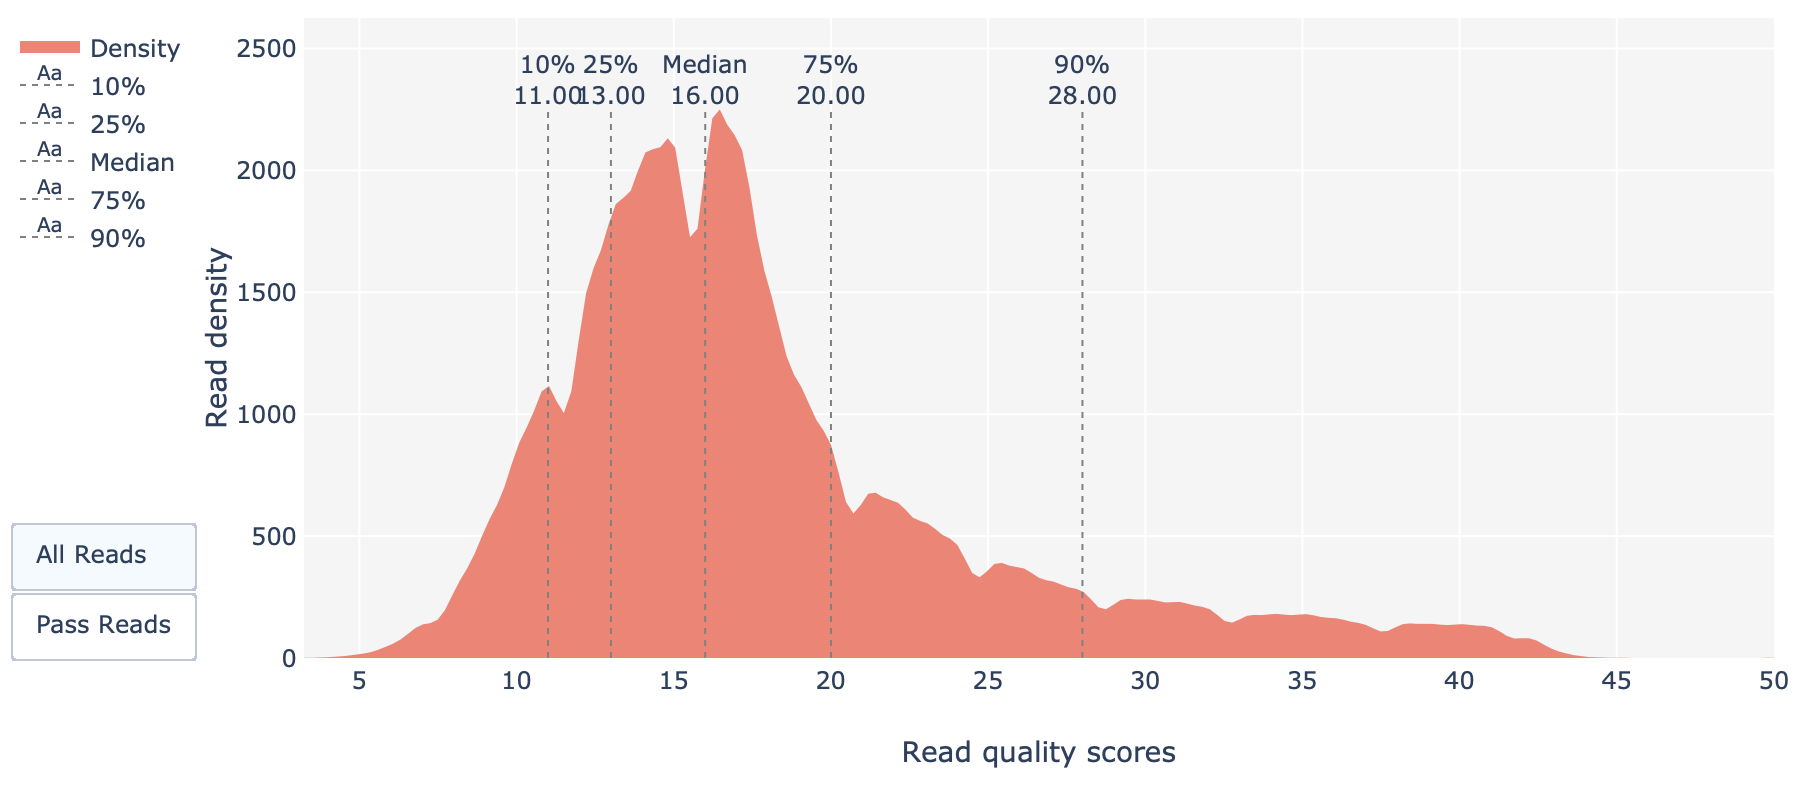 Density
Aa
10%
Aa
25%
Aa
Median
Aa
75%
Aa
90%
All Reads
Pass Reads
Read density
2500
2000
1500
1000
500
0
10% 25% Median 75% 90%
11.00 13.00 16.00 20.00 28.00
5 10 15 20 25 30 35 40 45 50
Read quality scores